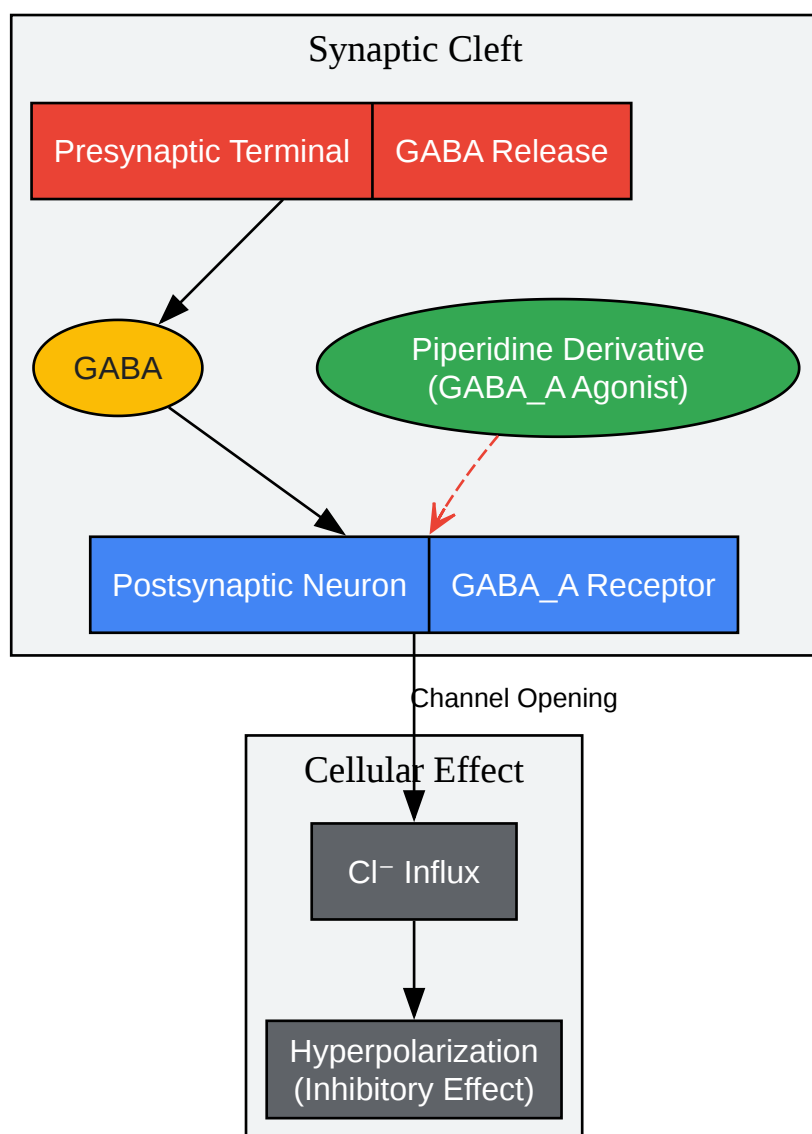 Synaptic Cleft
Presynaptic Terminal
GABA Release
GABA
Piperidine Derivative
(GABA_A Agonist)
Postsynaptic Neuron
GABA_A Receptor
Channel Opening
Cellular Effect
Cl⁻ Influx
Hyperpolarization
(Inhibitory Effect)